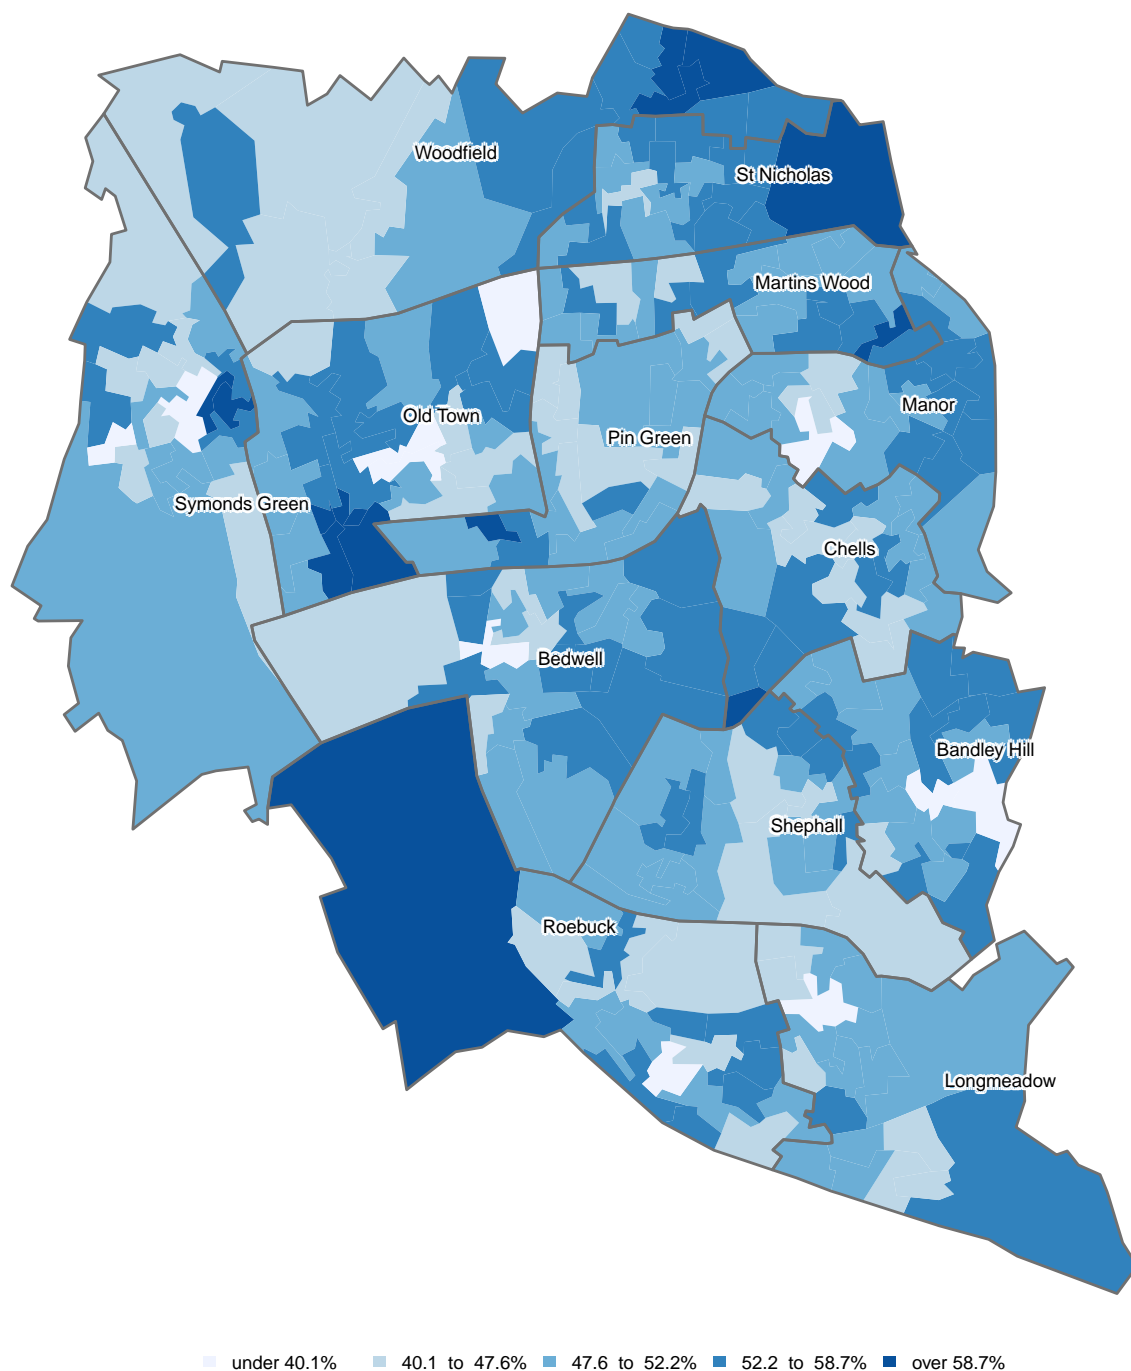 Woodfield
St Nicholas
Martins Wood
Manor
Old Town
Pin Green
Symonds Green
Chells
Bedwell
Bandley Hill
Shephall
Roebuck
Longmeadow
under 40.1% 40.1 to 47.6% 47.6 to 52.2% 52.2 to 58.7% over 58.7%